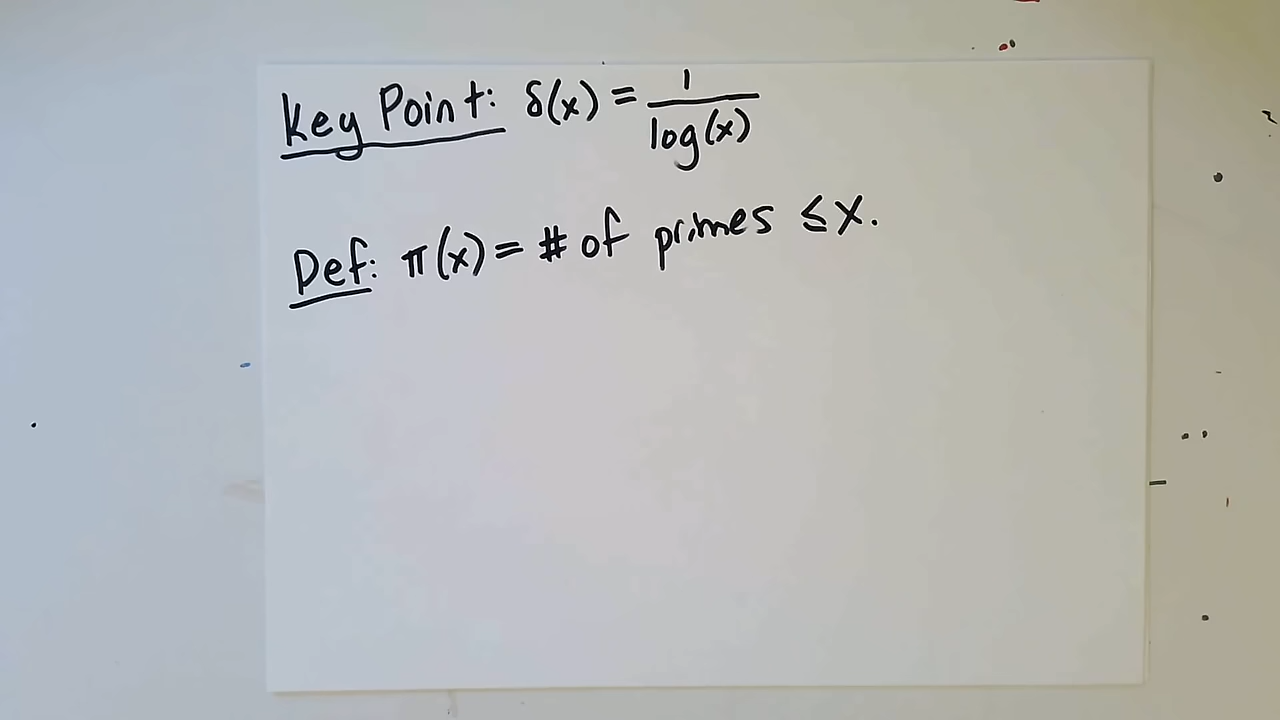 Key Point: δ(x) = 1/log(x)
Def: π(x) = # of primes ≤ x.